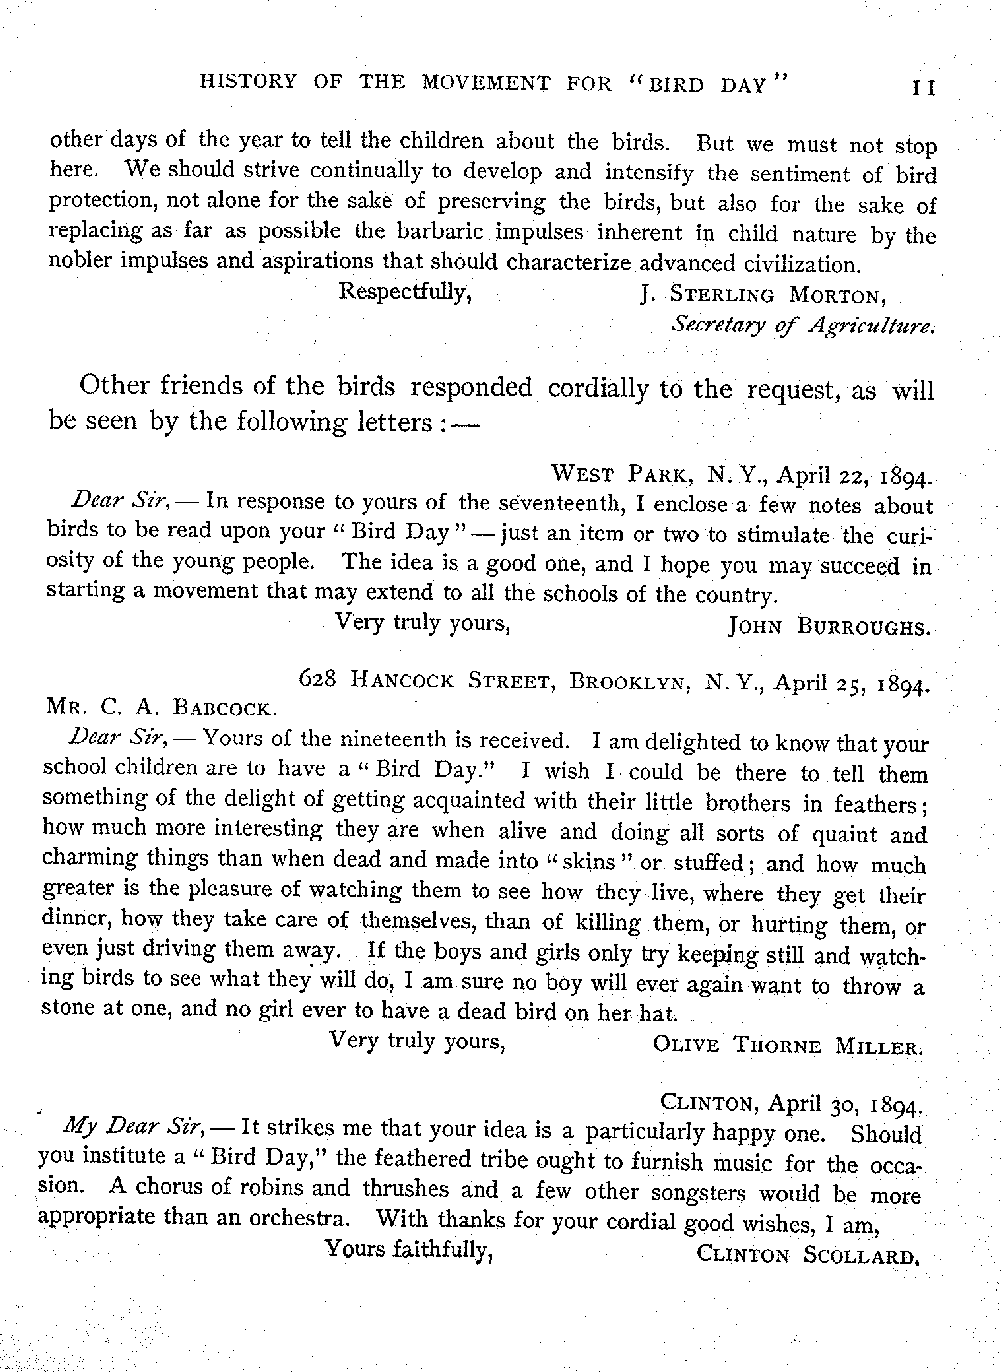 HISTORY OF THE MOVEMENT FOR "BIRD DAY" 11
other days of the year to tell the children about the birds. But we must not stop
here. We should strive continually to develop and intensify the sentiment of bird
protection, not alone for the sake of preserving the birds, but also for the sake of
replacing as far as possible the barbaric impulses inherent in child nature by the
nobler impulses and aspirations that should characterize advanced civilization.
Respectfully, J. STERLING MORTON,
Secretary of Agriculture.
Other friends of the birds responded cordially to the request, as will
be seen by the following letters :—
WEST PARK, N. Y., April 22, 1894.
Dear Sir,— In response to yours of the seventeenth, I enclose a few notes about
birds to be read upon your "Bird Day" — just an item or two to stimulate the curi-
osity of the young people. The idea is a good one, and I hope you may succeed in
starting a movement that may extend to all the schools of the country.
Very truly yours, JOHN BURROUGHS.
628 HANCOCK STREET, BROOKLYN, N. Y., April 25, 1894.
MR. C. A. BABCOCK.
Dear Sir,— Yours of the nineteenth is received. I am delighted to know that your
school children are to have a "Bird Day." I wish I could be there to tell them
something of the delight of getting acquainted with their little brothers in feathers;
how much more interesting they are when alive and doing all sorts of quaint and
charming things than when dead and made into "skins" or stuffed; and how much
greater is the pleasure of watching them to see how they live, where they get their
dinner, how they take care of themselves, than of killing them, or hurting them, or
even just driving them away. If the boys and girls only try keeping still and watch-
ing birds to see what they will do, I am sure no boy will ever again want to throw a
stone at one, and no girl ever to have a dead bird on her hat.
Very truly yours, OLIVE THORNE MILLER.
CLINTON, April 30, 1894.
My Dear Sir,— It strikes me that your idea is a particularly happy one. Should
you institute a "Bird Day," the feathered tribe ought to furnish music for the occa-
sion. A chorus of robins and thrushes and a few other songsters would be more
appropriate than an orchestra. With thanks for your cordial good wishes, I am,
Yours faithfully, CLINTON SCOLLARD.